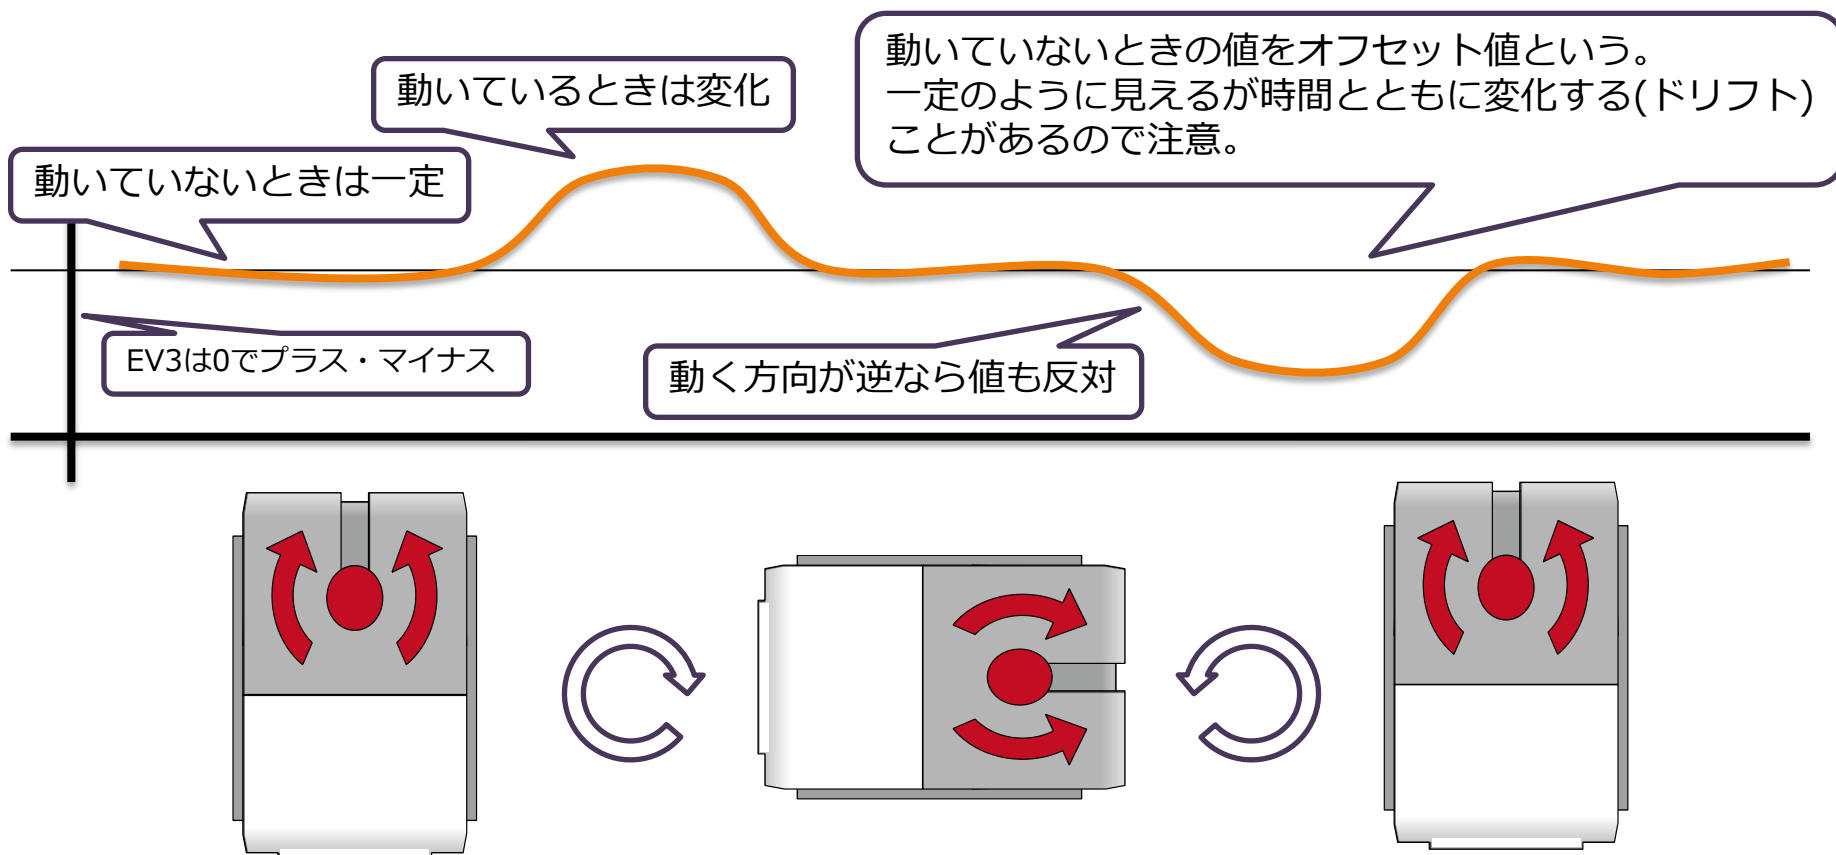 動いていないときの値をオフセット値という。
一定のように見えるが時間とともに変化する(ドリフト)
ことがあるので注意。
動いているときは変化
動いていないときは一定
EV3は0でプラス・マイナス
動く方向が逆なら値も反対